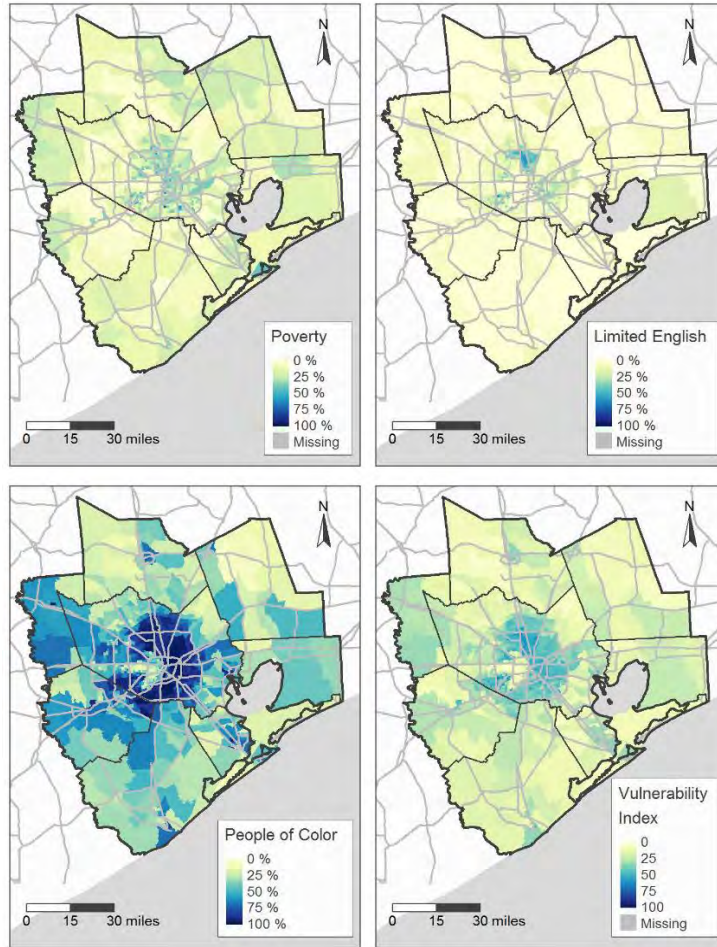 N
Poverty
0 %
25 %
50 %
75 %
100 %
Missing
0 15 30 miles
N
Limited English
0 %
25 %
50 %
75 %
100 %
Missing
0 15 30 miles
N
People of Color
0 %
25 %
50 %
75 %
100 %
0 15 30 miles
N
Vulnerability
Index
0
25
50
75
100
Missing
0 15 30 miles